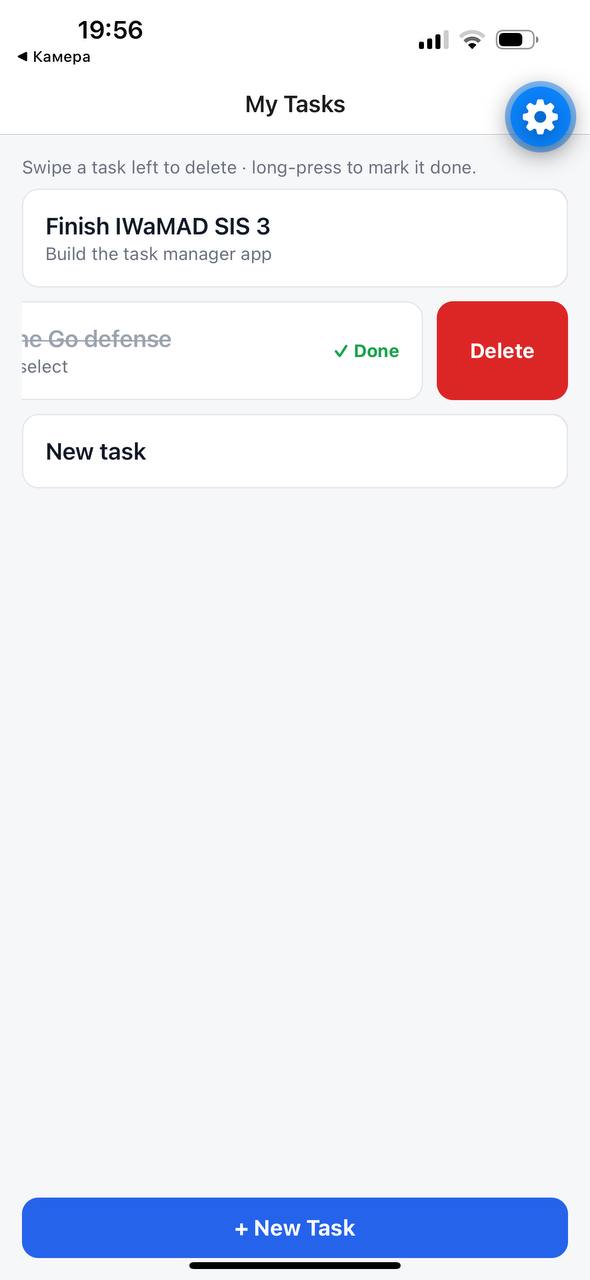 19:56
◀ Камера
My Tasks
Swipe a task left to delete · long-press to mark it done.
Finish IWaMAD SIS 3
Build the task manager app
Go defense
select
✓ Done
Delete
New task
+ New Task